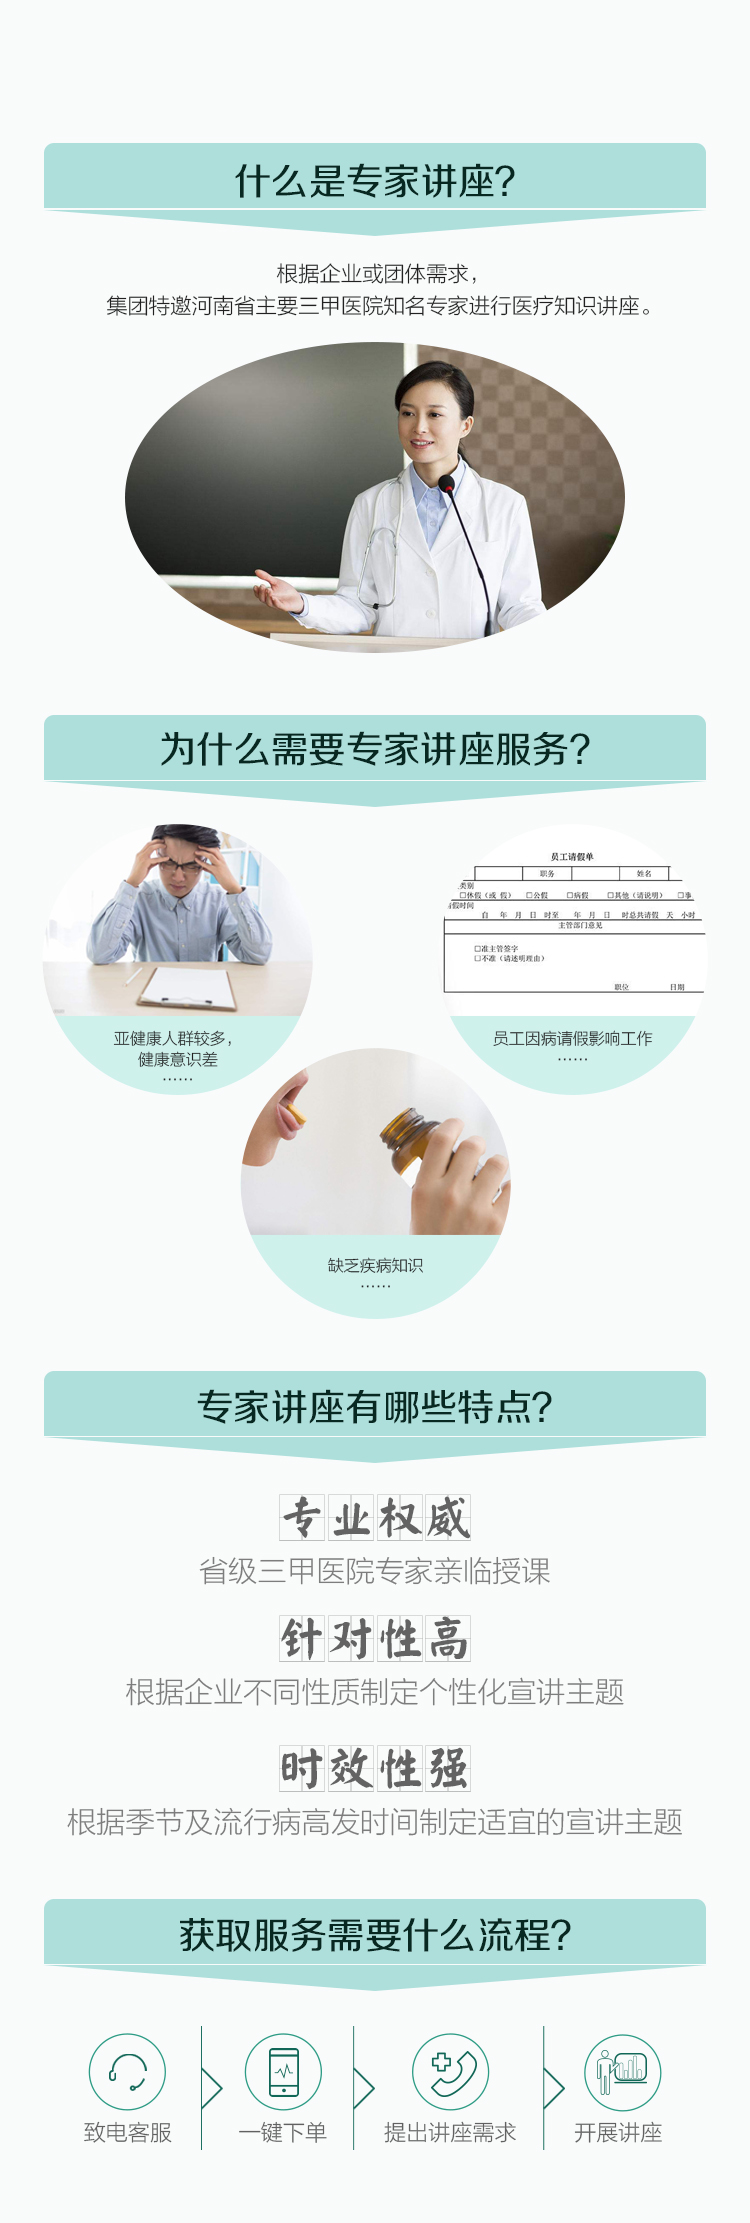 什么是专家讲座?
根据企业或团体需求，
集团特邀河南省主要三甲医院知名专家进行医疗知识讲座。
为什么需要专家讲座服务?
亚健康人群较多，
健康意识差
……
员工请假单
职务 姓名
类别
□休假（或 假） □公假 □病假 □其他（请说明） □事
假时间
自 年 月 日 时至 年 月 日 时总共请假 天 小时
主管部门意见
□准主管签字
□不准（请述明理由）
职位 日期
员工因病请假影响工作
……
缺乏疾病知识
……
专家讲座有哪些特点?
专业权威
省级三甲医院专家亲临授课
针对性高
根据企业不同性质制定个性化宣讲主题
时效性强
根据季节及流行病高发时间制定适宜的宣讲主题
获取服务需要什么流程?
致电客服 一键下单 提出讲座需求 开展讲座